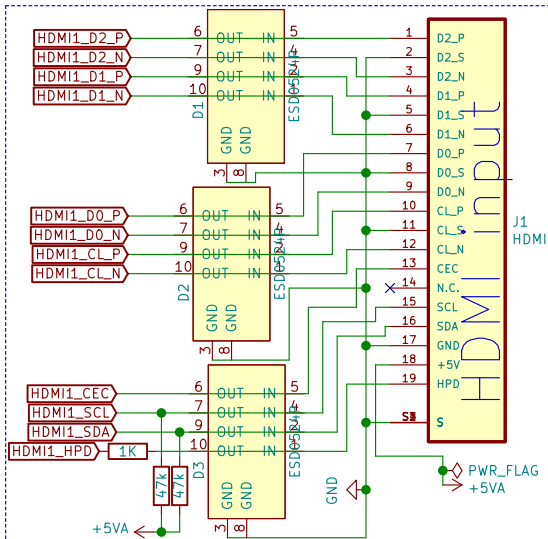 HDMI1_D2_P
HDMI1_D2_N
HDMI1_D1_P
HDMI1_D1_N
6 OUT IN 5
7 OUT IN 4
9 OUT IN 2
10 OUT IN 1
D1
GND GND
3 8
ESD0524P
HDMI1_D0_P
HDMI1_D0_N
HDMI1_CL_P
HDMI1_CL_N
6 OUT IN 5
7 OUT IN 4
9 OUT IN 2
10 OUT IN 1
D2
GND GND
3 8
ESD0524P
HDMI1_CEC
HDMI1_SCL
HDMI1_SDA
HDMI1_HPD
1K
47k
47k
+5VA
6 OUT IN 5
7 OUT IN 4
9 OUT IN 2
10 OUT IN 1
D3
GND GND
3 8
ESD0524P
1 D2_P
2 D2_S
3 D2_N
4 D1_P
5 D1_S
6 D1_N
7 D0_P
8 D0_S
9 D0_N
10 CL_P
11 CL_S
12 CL_N
13 CEC
14 N.C.
15 SCL
16 SDA
17 GND
18 +5V
19 HPD
S
HDMI input
J1
HDMI
GND
PWR_FLAG
+5VA